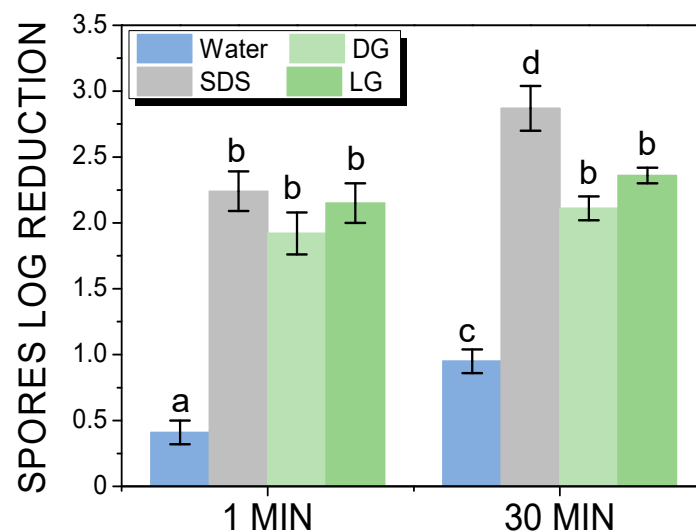 SPORES LOG REDUCTION
3.5
3.0
2.5
2.0
1.5
1.0
0.5
0
Water DG
SDS LG
a b b b
c d b b
1 MIN 30 MIN